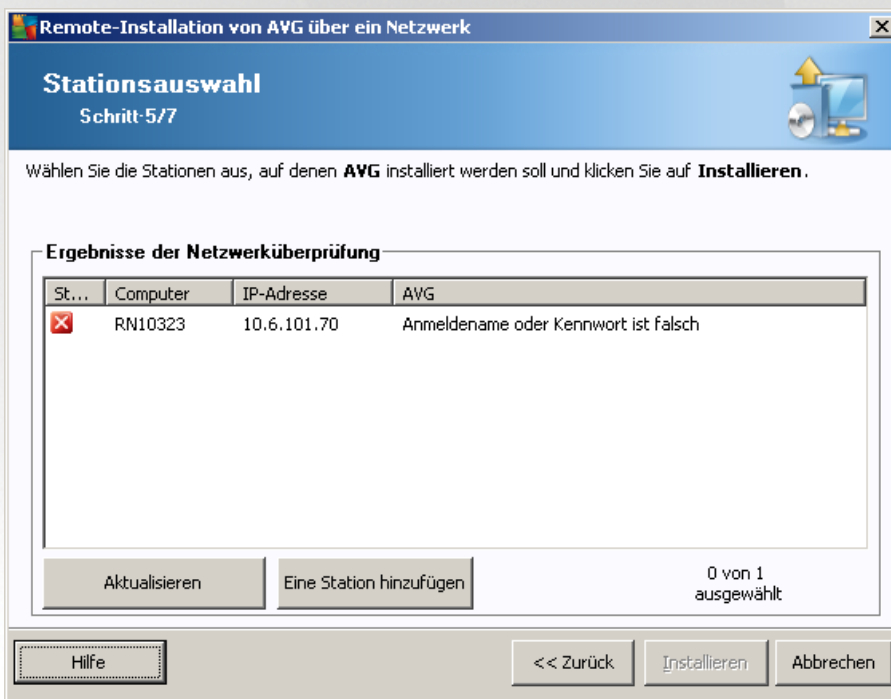 Remote-Installation von AVG über ein Netzwerk
Stationsauswahl
Schritt-5/7
Wählen Sie die Stationen aus, auf denen AVG installiert werden soll und klicken Sie auf Installieren.
Ergebnisse der Netzwerküberprüfung
St... Computer IP-Adresse AVG
RN10323 10.6.101.70 Anmeldename oder Kennwort ist falsch
Aktualisieren Eine Station hinzufügen 0 von 1
ausgewählt
Hilfe << Zurück Installieren Abbrechen